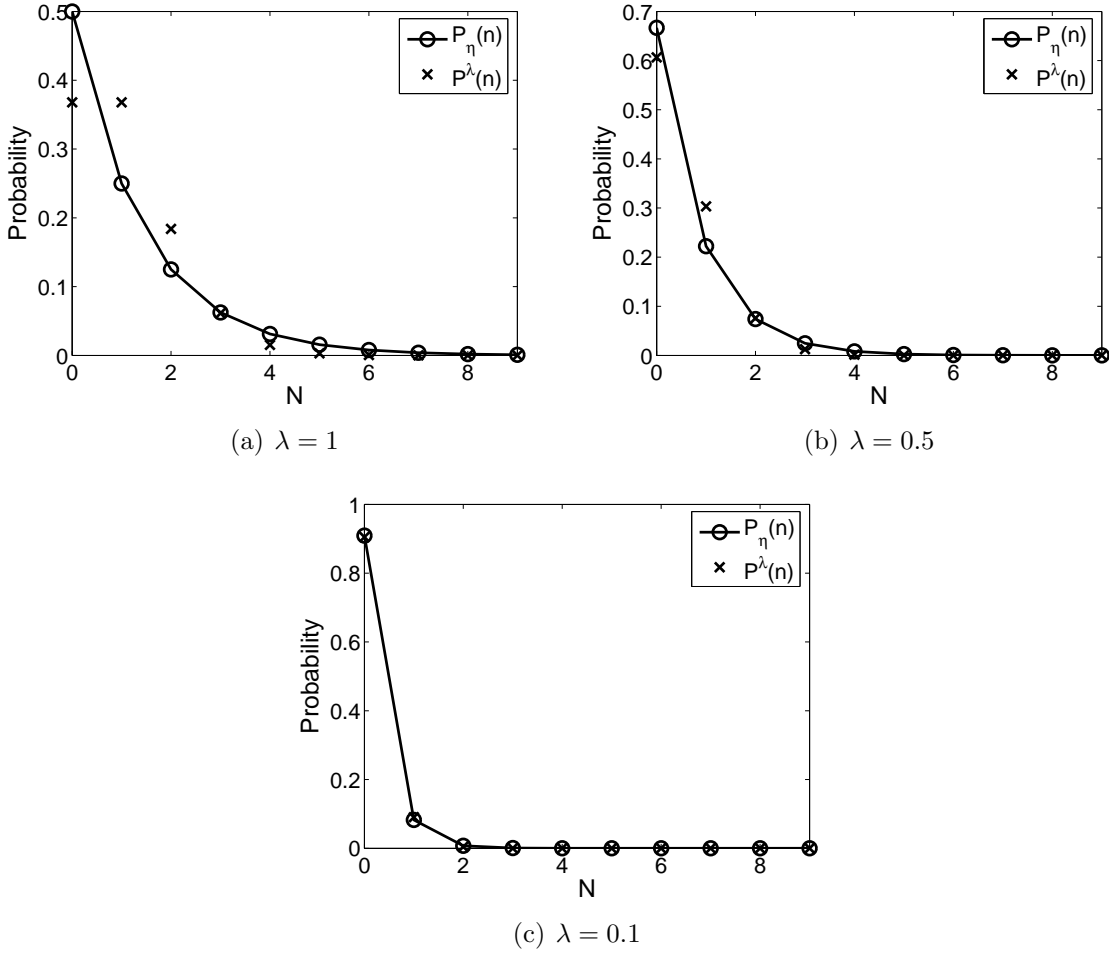 0.5
0.4
0.3
0.2
0.1
0
0 2 4 6 8
Probability
N
P_η(n)
P^λ(n)
(a) λ = 1
0.7
0.6
0.5
0.4
0.3
0.2
0.1
0
0 2 4 6 8
Probability
N
P_η(n)
P^λ(n)
(b) λ = 0.5
1
0.8
0.6
0.4
0.2
0
0 2 4 6 8
Probability
N
P_η(n)
P^λ(n)
(c) λ = 0.1